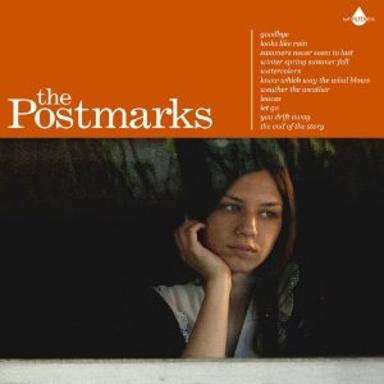 the
Postmarks
goodbye
looks like rain
summers never seem to last
winter spring summer fall
watercolors
know which way the wind blows
weather the weather
leaves
let go
you drift away
the end of the story